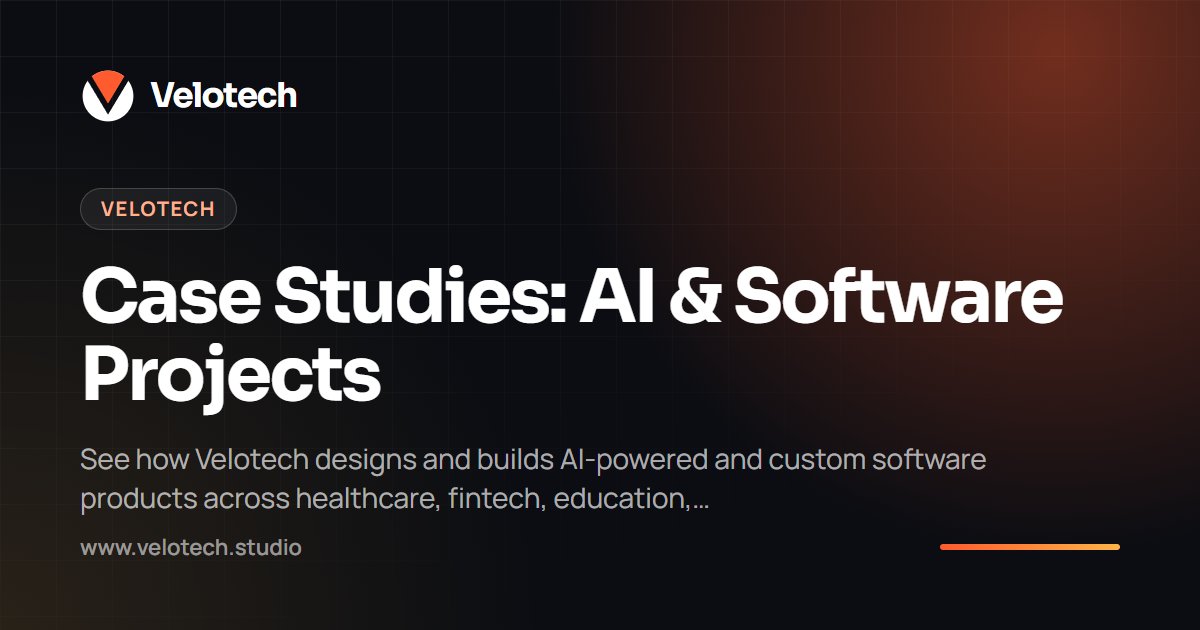 Velotech
VELOTECH
Case Studies: AI & Software
Projects
See how Velotech designs and builds AI-powered and custom software
products across healthcare, fintech, education,...
www.velotech.studio